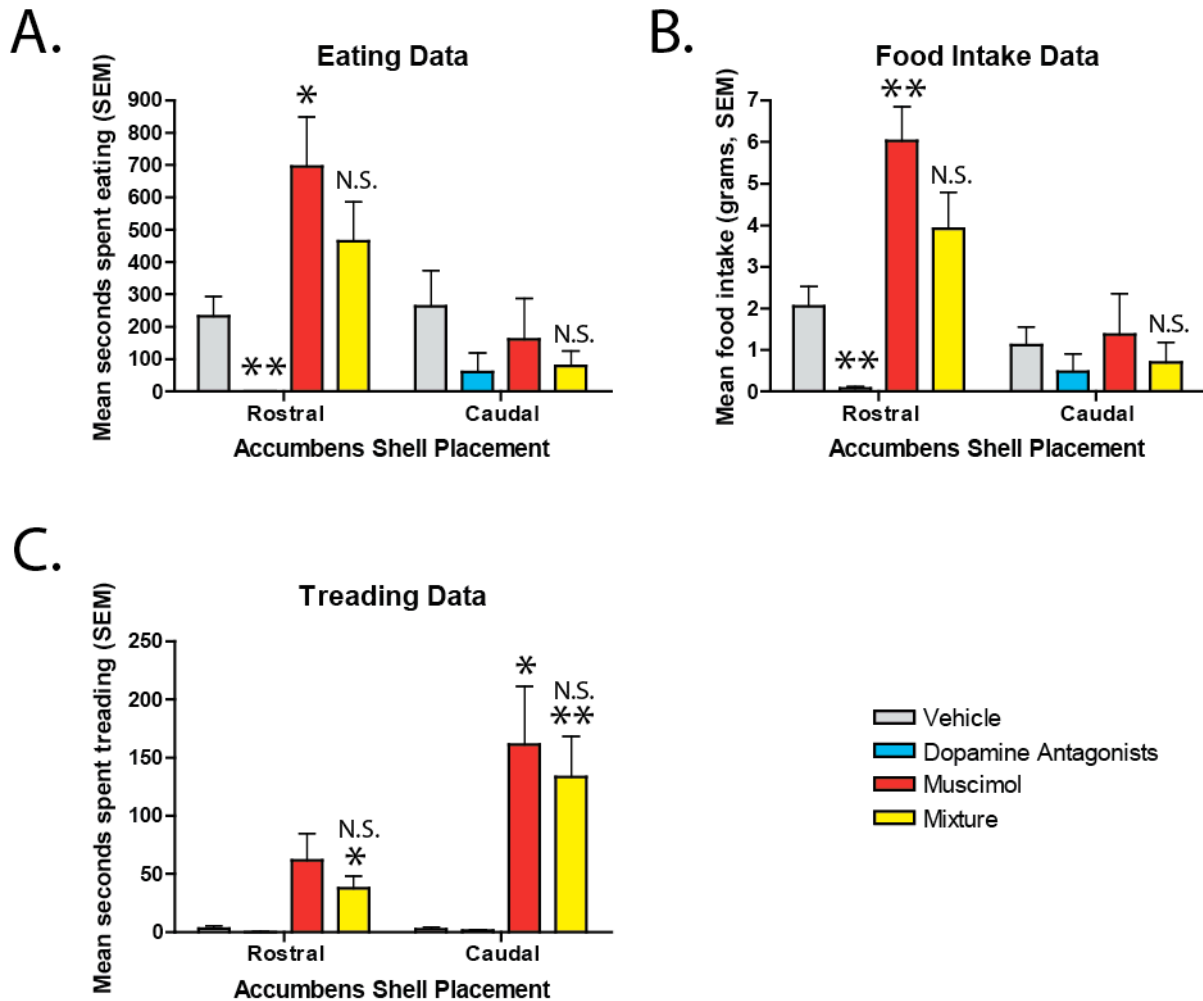 A.
Eating Data
Mean seconds spent eating (SEM)
900
800
700
600
500
400
300
200
100
0
**
*
N.S.
N.S.
Rostral
Caudal
Accumbens Shell Placement
B.
Food Intake Data
Mean food intake (grams, SEM)
7
6
5
4
3
2
1
0
**
**
N.S.
N.S.
Rostral
Caudal
Accumbens Shell Placement
C.
Treading Data
Mean seconds spent treading (SEM)
250
200
150
100
50
0
N.S.
*
*
N.S.
**
Rostral
Caudal
Accumbens Shell Placement
Vehicle
Dopamine Antagonists
Muscimol
Mixture